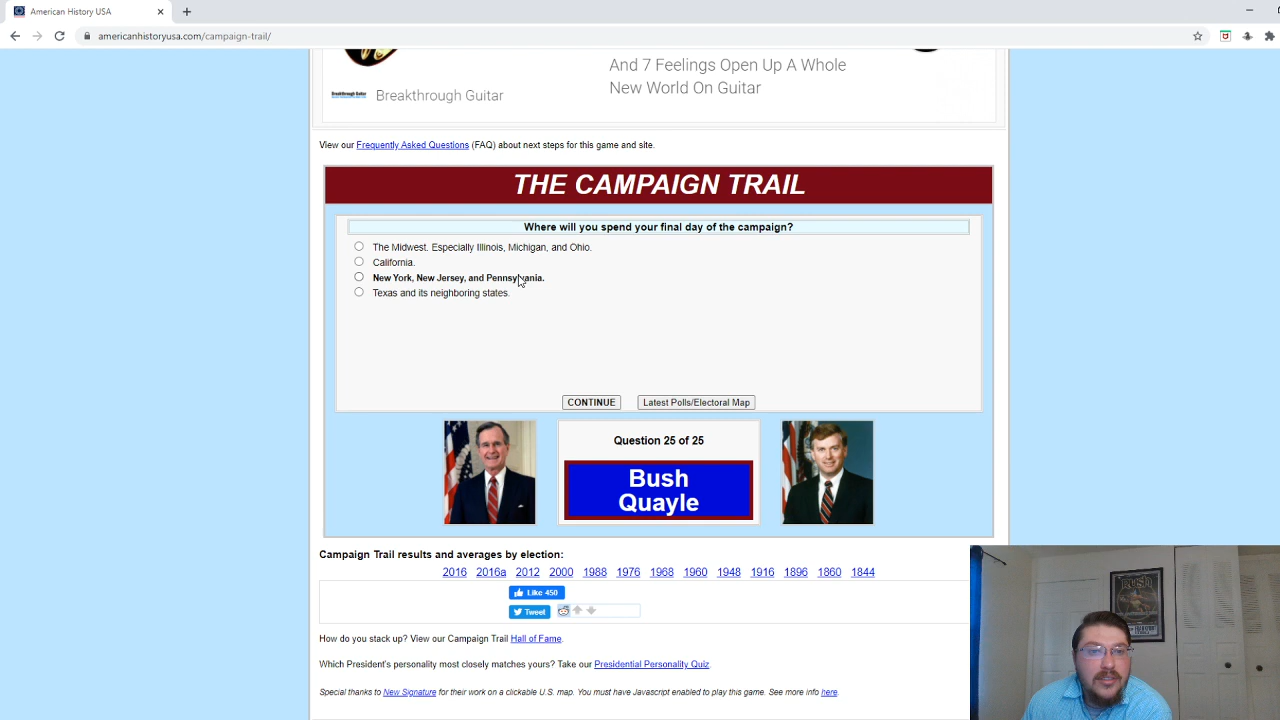 American History USA
americanhistoryusa.com/campaign-trail/
And 7 Feelings Open Up A Whole
New World On Guitar
Breakthrough Guitar
Breakthrough Guitar
View our Frequently Asked Questions (FAQ) about next steps for this game and site.
THE CAMPAIGN TRAIL
Where will you spend your final day of the campaign?
The Midwest. Especially Illinois, Michigan, and Ohio.
California.
New York, New Jersey, and Pennsylvania.
Texas and its neighboring states.
CONTINUE Latest Polls/Electoral Map
Question 25 of 25
Bush
Quayle
Campaign Trail results and averages by election:
2016 2016a 2012 2000 1988 1976 1968 1960 1948 1916 1896 1860 1844
Like 450
Tweet
How do you stack up? View our Campaign Trail Hall of Fame.
Which President's personality most closely matches yours? Take our Presidential Personality Quiz.
Special thanks to New Signature for their work on a clickable U.S. map. You must have Javascript enabled to play this game. See more info here.
BUSH